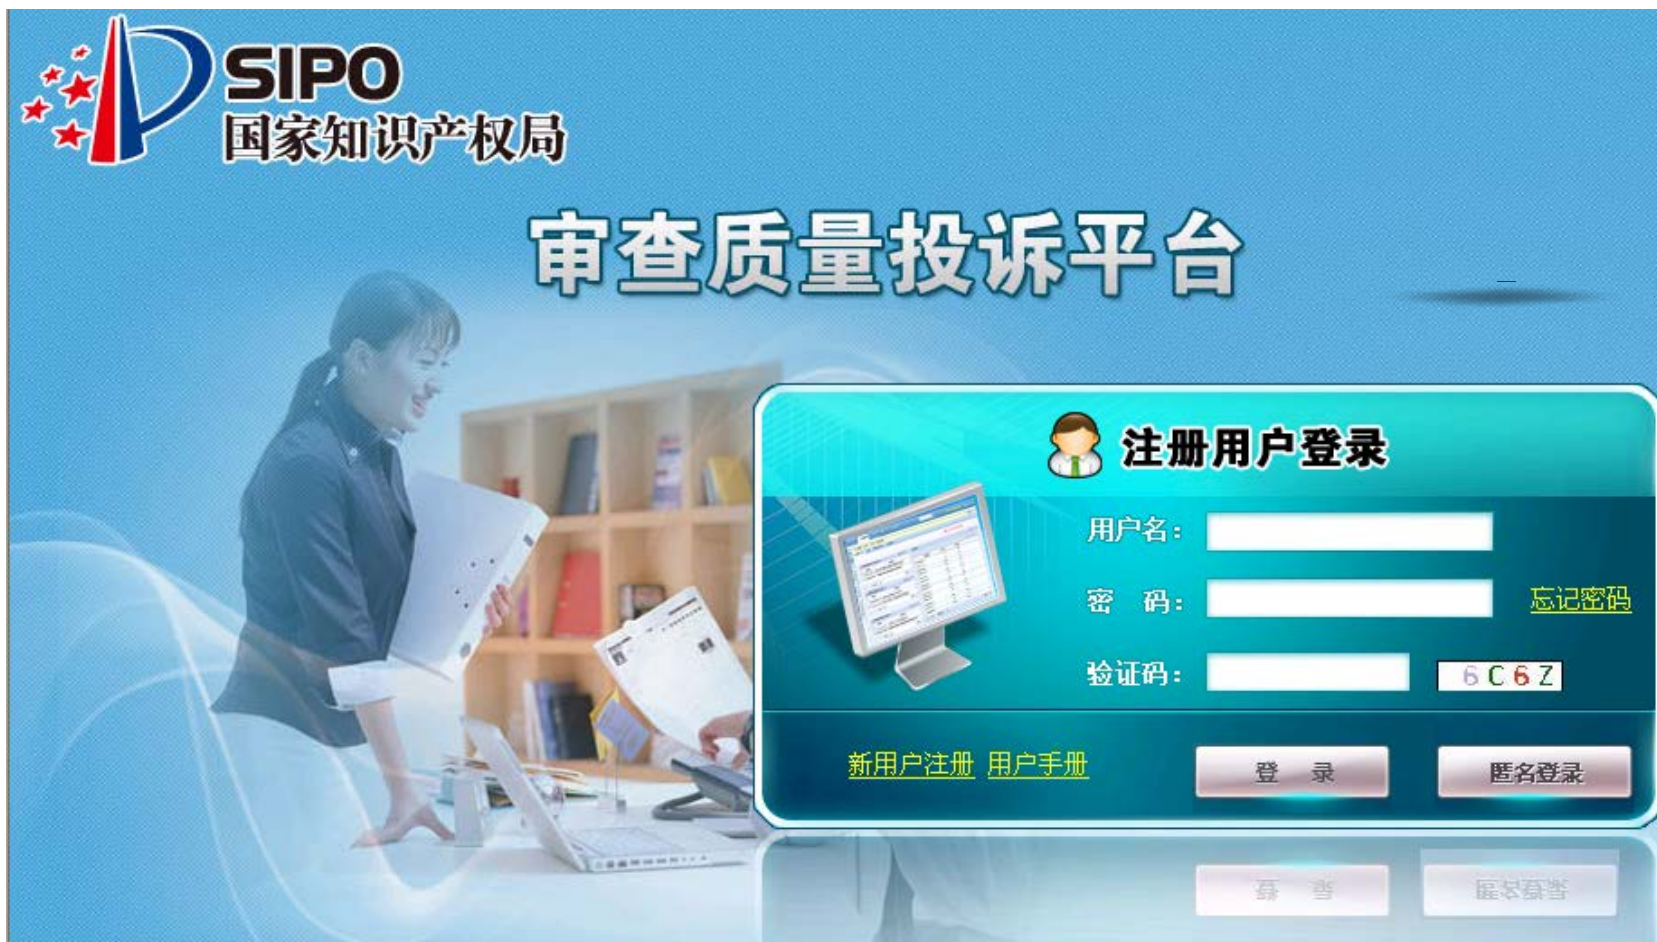 SIPO
国家知识产权局
审查质量投诉平台
注册用户登录
用户名：
密 码： 忘记密码
验证码： 6C6Z
新用户注册 用户手册 登 录 匿名登录